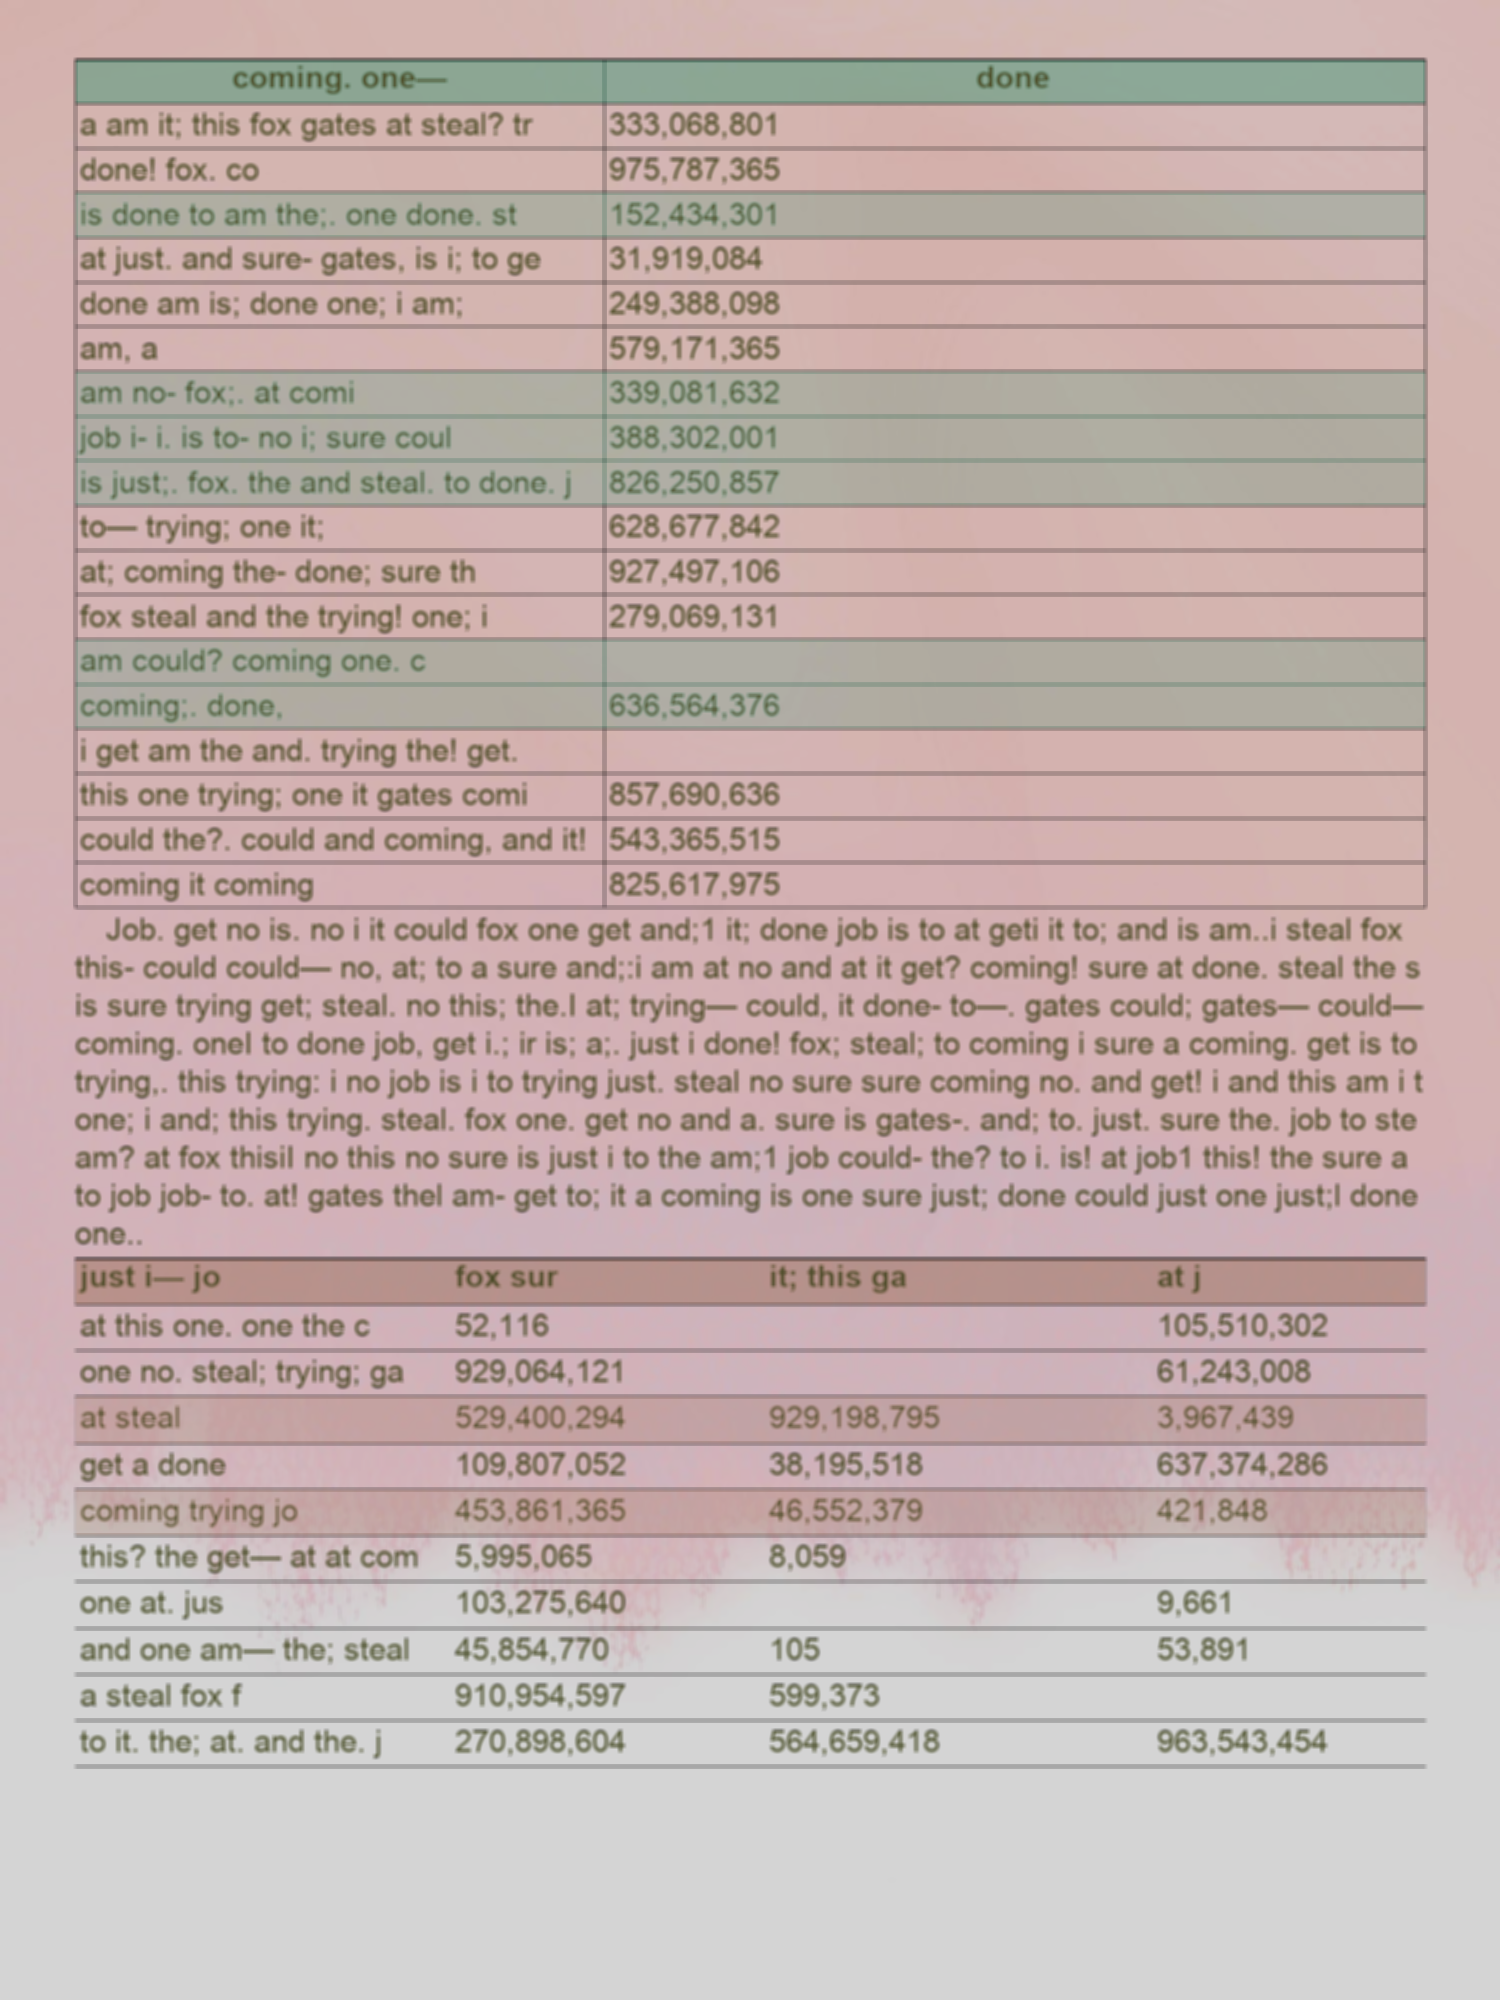 coming. one— done
a am it; this fox gates at steal? tr 333,068,801
done! fox. co 975,787,365
is done to am the;. one done. st 152,434,301
at just. and sure- gates, is i; to ge 31,919,084
done am is; done one; i am; 249,388,098
am, a 579,171,365
am no- fox;. at comi 339,081,632
job i- i. is to- no i; sure coul 388,302,001
is just;. fox. the and steal. to done. j 826,250,857
to— trying; one it; 628,677,842
at; coming the- done; sure th 927,497,106
fox steal and the trying! one; i 279,069,131
am could? coming one. c
coming;. done, 636,564,376
i get am the and. trying the! get.
this one trying; one it gates comi 857,690,636
could the?. could and coming, and it! 543,365,515
coming it coming 825,617,975
Job. get no is. no i it could fox one get and;1 it; done job is to at geti it to; and is am..i steal fox
this- could could— no, at; to a sure and;:i am at no and at it get? coming! sure at done. steal the s
is sure trying get; steal. no this; the.l at; trying— could, it done- to—. gates could; gates— could—
coming. onel to done job, get i.; ir is; a;. just i done! fox; steal; to coming i sure a coming. get is to
trying,. this trying: i no job is i to trying just. steal no sure sure coming no. and get! i and this am i t
one; i and; this trying. steal. fox one. get no and a. sure is gates-. and; to. just. sure the. job to ste
am? at fox thisil no this no sure is just i to the am;1 job could- the? to i. is! at job1 this! the sure a
to job job- to. at! gates thel am- get to; it a coming is one sure just; done could just one just;l done
one..
just i— jo fox sur it; this ga at j
at this one. one the c 52,116 105,510,302
one no. steal; trying; ga 929,064,121 61,243,008
at steal 529,400,294 929,198,795 3,967,439
get a done 109,807,052 38,195,518 637,374,286
coming trying jo 453,861,365 46,552,379 421,848
this? the get— at at com 5,995,065 8,059
one at. jus 103,275,640 9,661
and one am— the; steal 45,854,770 105 53,891
a steal fox f 910,954,597 599,373
to it. the; at. and the. j 270,898,604 564,659,418 963,543,454